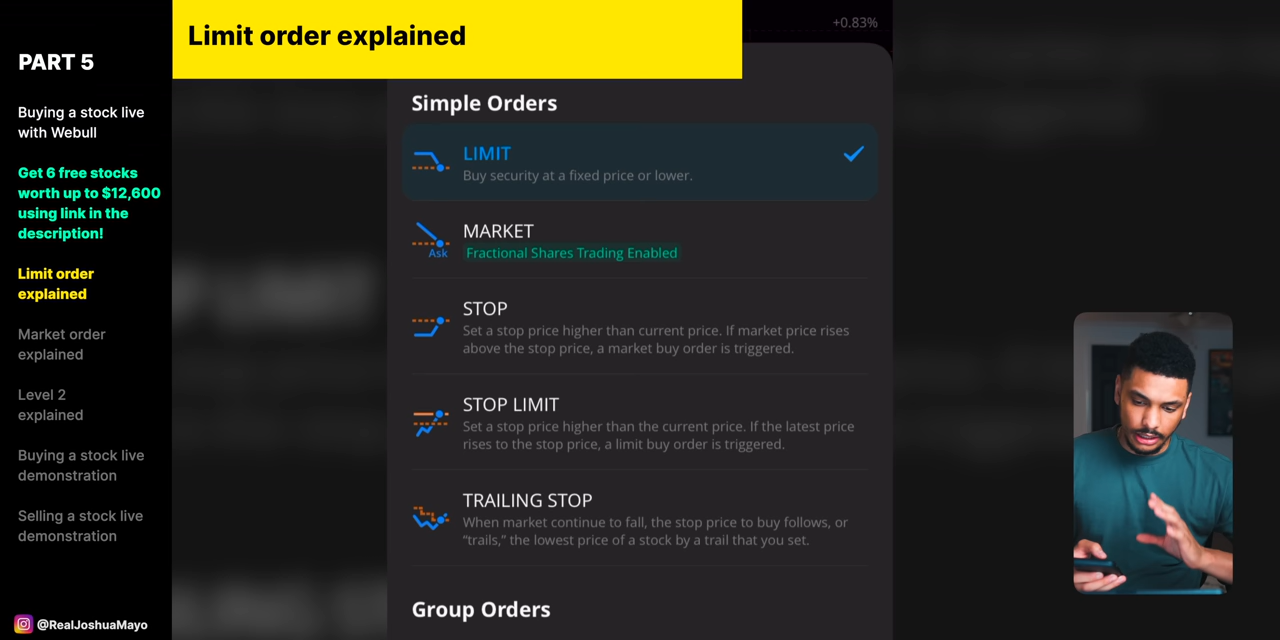 PART 5
Buying a stock live
with Webull
Get 6 free stocks
worth up to $12,600
using link in the
description!
Limit order
explained
Market order
explained
Level 2
explained
Buying a stock live
demonstration
Selling a stock live
demonstration
@RealJoshuaMayo
Limit order explained
+0.83%
Simple Orders
LIMIT
Buy security at a fixed price or lower.
MARKET
Ask
Fractional Shares Trading Enabled
STOP
Set a stop price higher than current price. If market price rises
above the stop price, a market buy order is triggered.
STOP LIMIT
Set a stop price higher than the current price. If the latest price
rises to the stop price, a limit buy order is triggered.
TRAILING STOP
When market continue to fall, the stop price to buy follows, or
“trails,” the lowest price of a stock by a trail that you set.
Group Orders